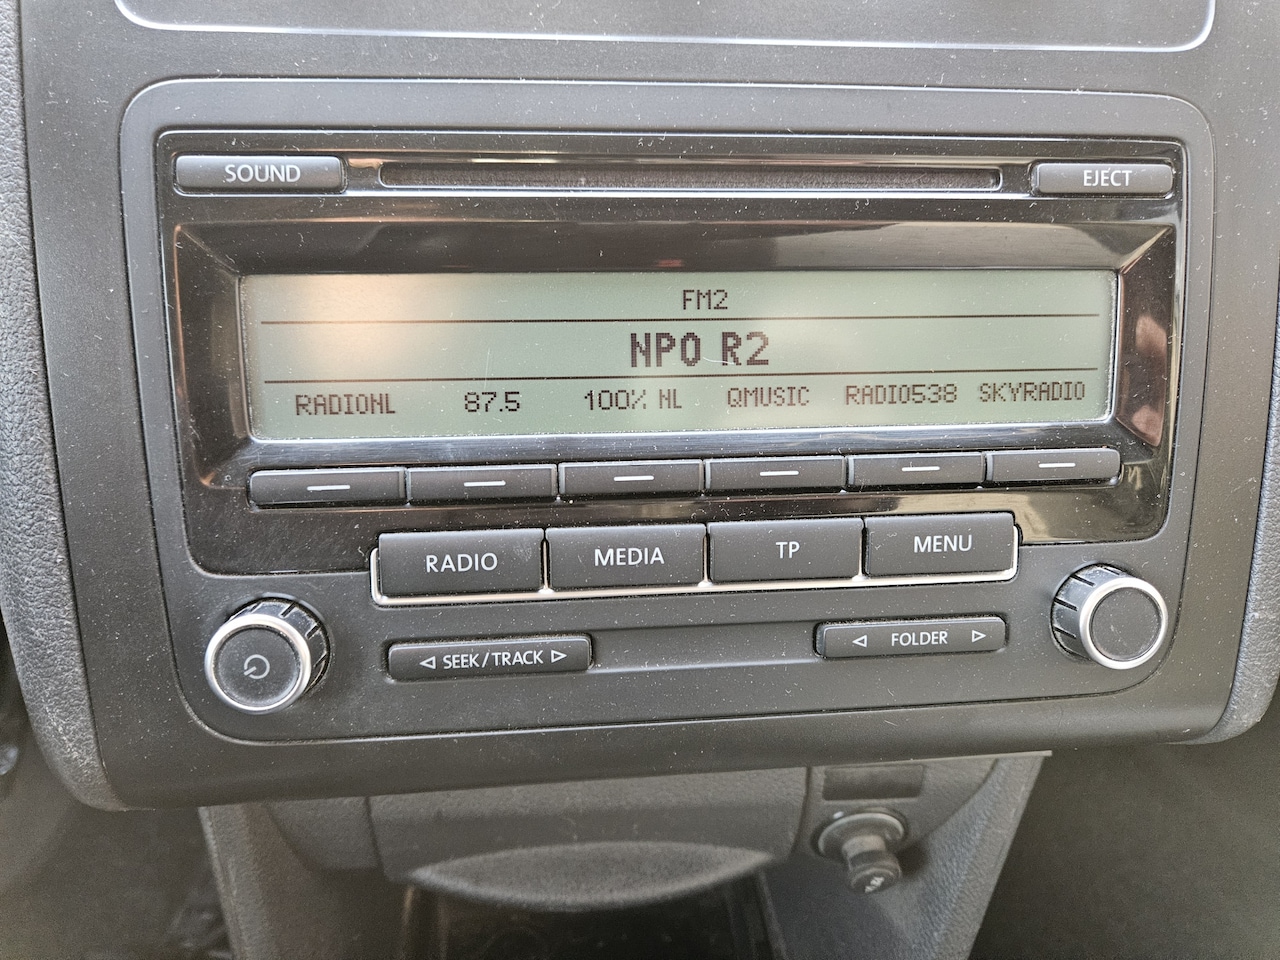 SOUND
EJECT
FM2
NPO R2
RADIONL 87.5 100% NL QMUSIC RADIO538 SKYRADIO
RADIO MEDIA TP MENU
SEEK/TRACK
FOLDER